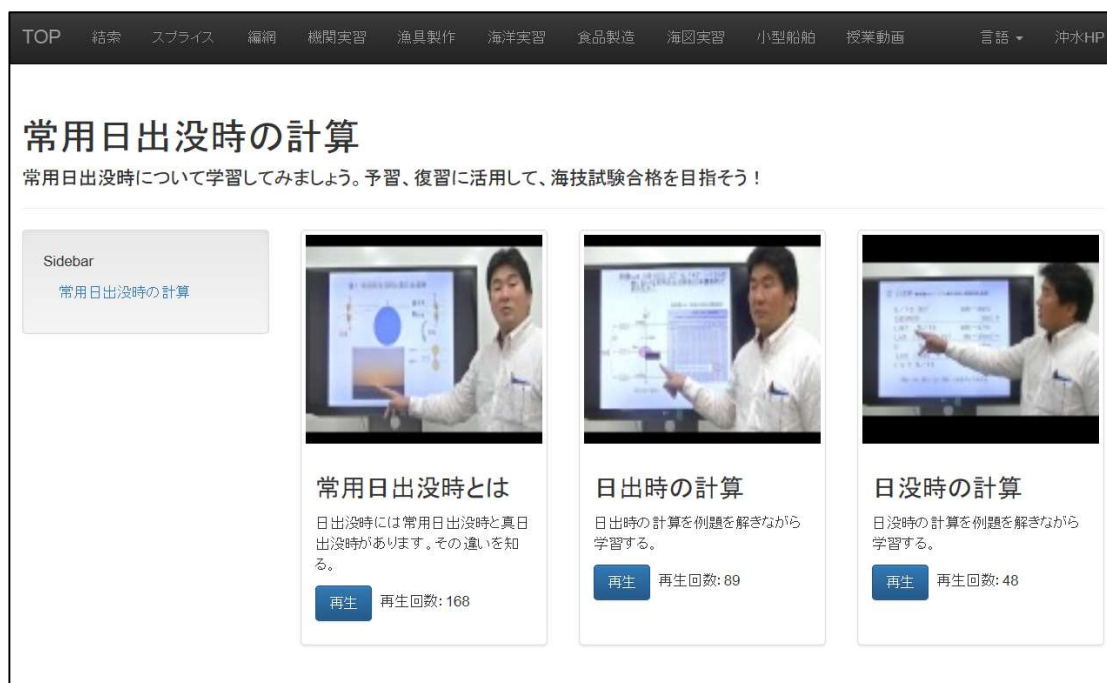 TOP 結索 スプライス 編網 機関実習 漁具製作 海洋実習 食品製造 海図実習 小型船舶 授業動画 言語 沖水HP
常用日出没時の計算
常用日出没時について学習してみましょう。予習、復習に活用して、海技試験合格を目指そう！
Sidebar
常用日出没時の計算
常用日出没時とは
日出没時には常用日出没時と真日
出没時があります。その違いを知
る。
再生 再生回数: 168
日出時の計算
日出時の計算を例題を解きながら
学習する。
再生 再生回数: 89
日没時の計算
日没時の計算を例題を解きながら
学習する。
再生 再生回数: 48